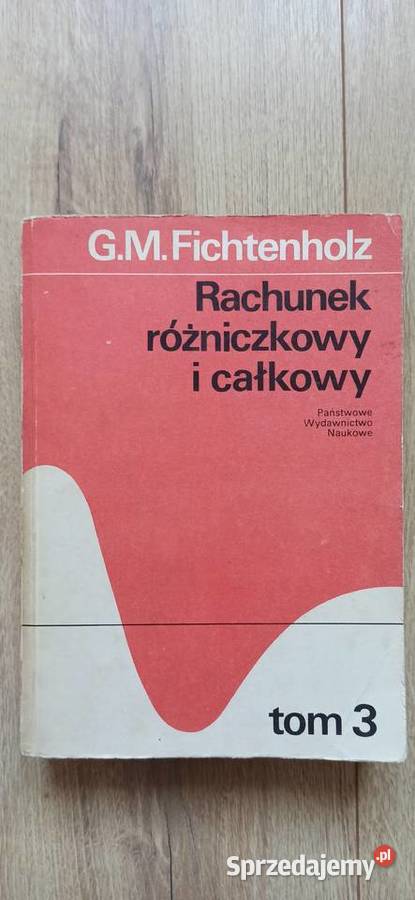 G.M.Fichtenholz
Rachunek
różniczkowy
i całkowy
Państwowe
Wydawnictwo
Naukowe
tom 3
Sprzedajemy.pl